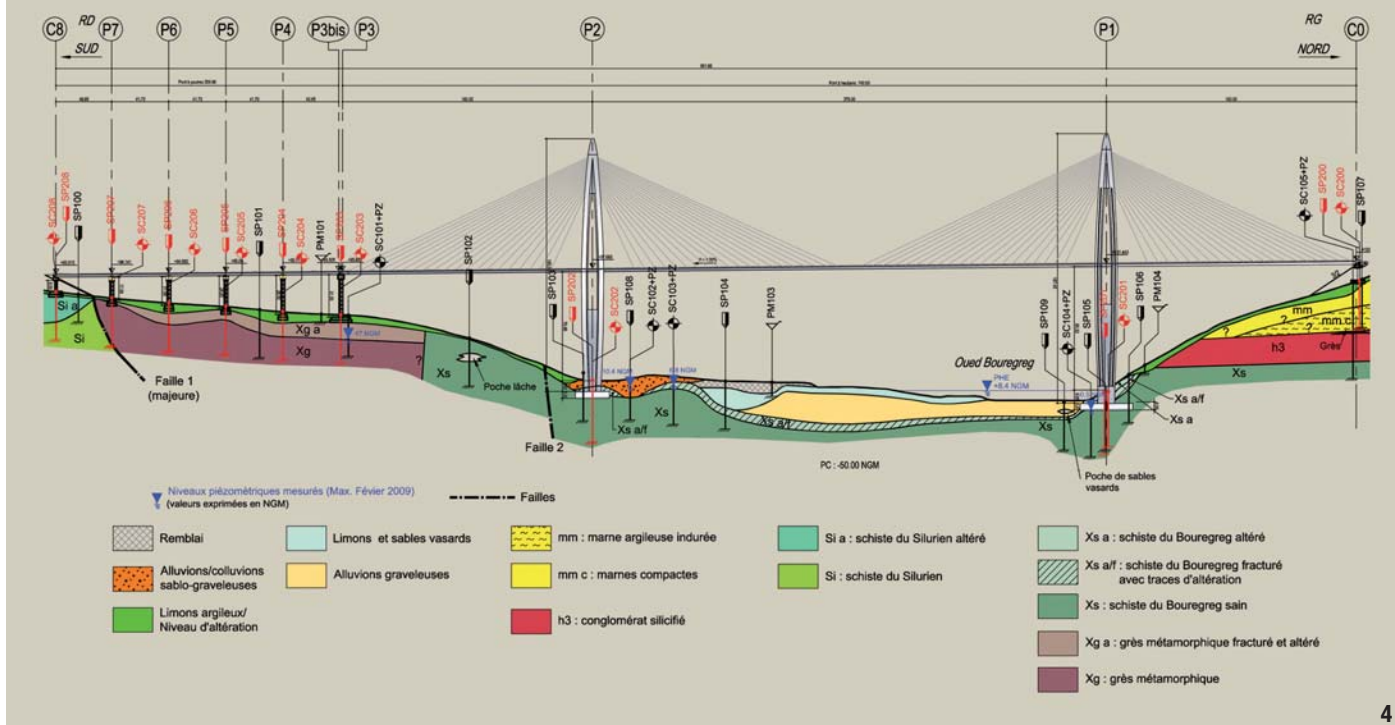 C8 RD P7 P6 P5 P4 P3bis P3 P2 P1 RG C0
SUD NORD
SC208
SP208
SP100
SP207
SC207
SP206
SC206
SP205
SC205
SP101
SP204
SC204
PM101
SP203
SC203
SC101+PZ
SP102
SP103
SP202
SC202
SP108
SC102+PZ
SC103+PZ
SP104
PM103
SP109
SC104+PZ
SP105
SC201
SP106
PM104
SC105+PZ
SP200
SC200
SP107
Si a
Si
Xg a
Xg
?
Xs
Poche lâche
Faille 1
(majeure)
Faille 2
Xs a/f
Xs
Xs a/f
Oued Bouregreg
PHE
+8.4 NGM
Xs
Xs a/f
Xs a
Poche de sables
vasards
mm
mm c
?
?
?
Grès
h3
Xs
PC : -50.00 NGM
Niveaux piézométriques mesurés (Max. Févier 2009)
(valeurs exprimées en NGM)
Failles
Remblai
Alluvions/colluvions
sablo-graveleuses
Limons argileux/
Niveau d'altération
Limons et sables vasards
Alluvions graveleuses
mm : marne argileuse indurée
mm c : marnes compactes
h3 : conglomérat silicifié
Si a : schiste du Silurien altéré
Si : schiste du Silurien
Xs a : schiste du Bouregreg altéré
Xs a/f : schiste du Bouregreg fracturé
avec traces d'altération
Xs : schiste du Bouregreg sain
Xg a : grès métamorphique fracturé et altéré
Xg : grès métamorphique
4